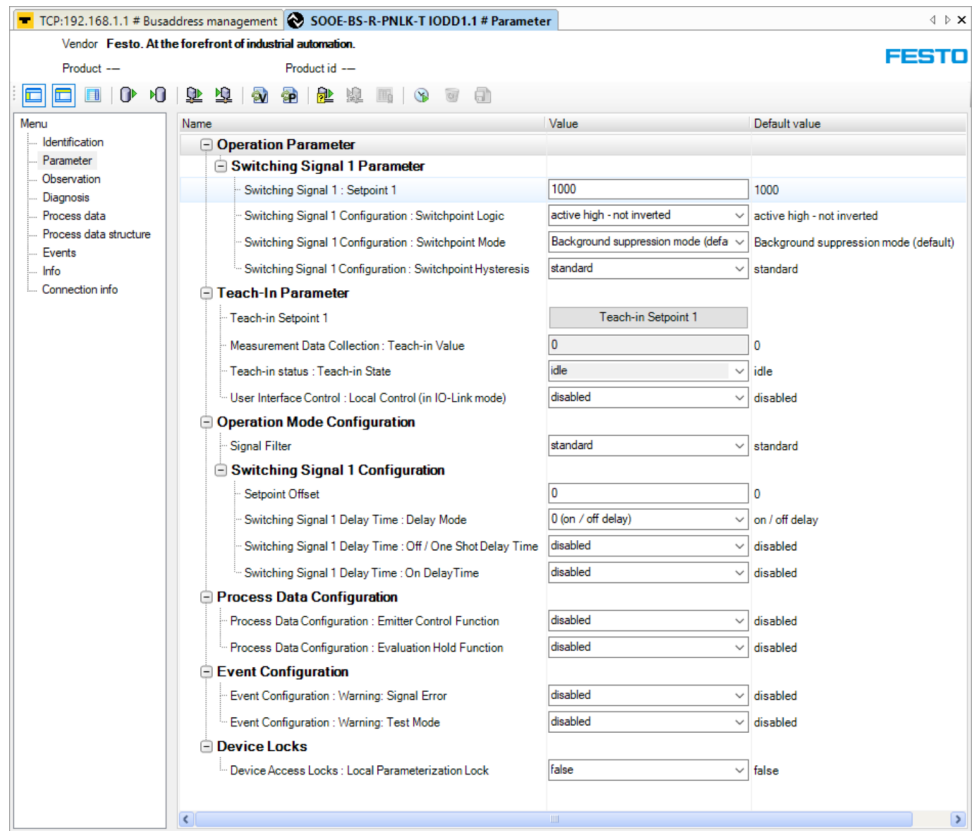 TCP:192.168.1.1 # Busaddress management SOOE-BS-R-PNLK-T IODD1.1 # Parameter
Vendor Festo. At the forefront of industrial automation.
FESTO
Product --- Product id ---
Menu
Identification
Parameter
Observation
Diagnosis
Process data
Process data structure
Events
Info
Connection info
Name Value Default value
Operation Parameter
Switching Signal 1 Parameter
Switching Signal 1 : Setpoint 1 1000 1000
Switching Signal 1 Configuration : Switchpoint Logic active high - not inverted active high - not inverted
Switching Signal 1 Configuration : Switchpoint Mode Background suppression mode (defa Background suppression mode (default)
Switching Signal 1 Configuration : Switchpoint Hysteresis standard standard
Teach-In Parameter
Teach-in Setpoint 1 Teach-in Setpoint 1
Measurement Data Collection : Teach-in Value 0 0
Teach-in status : Teach-in State idle idle
User Interface Control : Local Control (in IO-Link mode) disabled disabled
Operation Mode Configuration
Signal Filter standard standard
Switching Signal 1 Configuration
Setpoint Offset 0 0
Switching Signal 1 Delay Time : Delay Mode 0 (on / off delay) on / off delay
Switching Signal 1 Delay Time : Off / One Shot Delay Time disabled disabled
Switching Signal 1 Delay Time : On DelayTime disabled disabled
Process Data Configuration
Process Data Configuration : Emitter Control Function disabled disabled
Process Data Configuration : Evaluation Hold Function disabled disabled
Event Configuration
Event Configuration : Warning: Signal Error disabled disabled
Event Configuration : Warning: Test Mode disabled disabled
Device Locks
Device Access Locks : Local Parameterization Lock false false